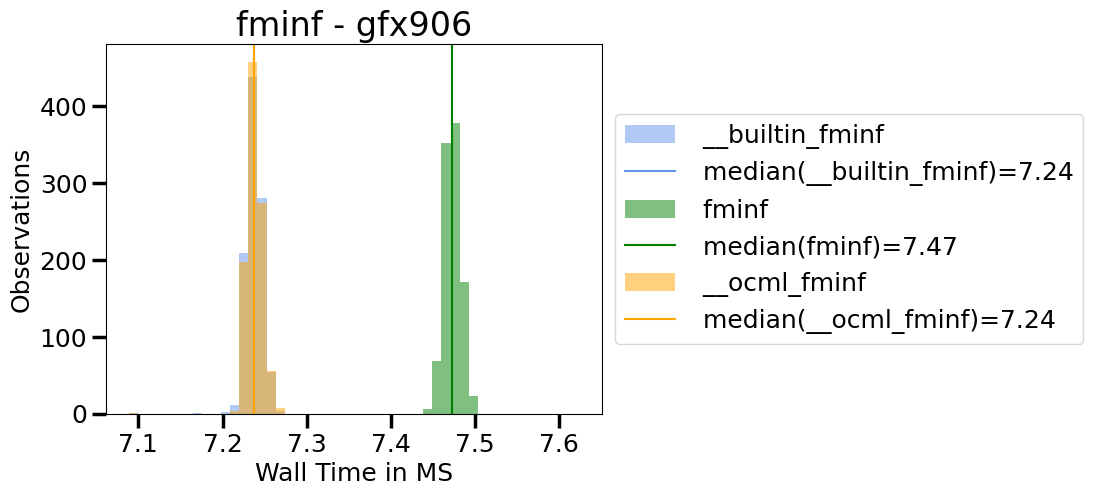 fminf - gfx906
Observations
400
300
200
100
0
7.1 7.2 7.3 7.4 7.5 7.6
Wall Time in MS
__builtin_fminf
median(__builtin_fminf)=7.24
fminf
median(fminf)=7.47
__ocml_fminf
median(__ocml_fminf)=7.24